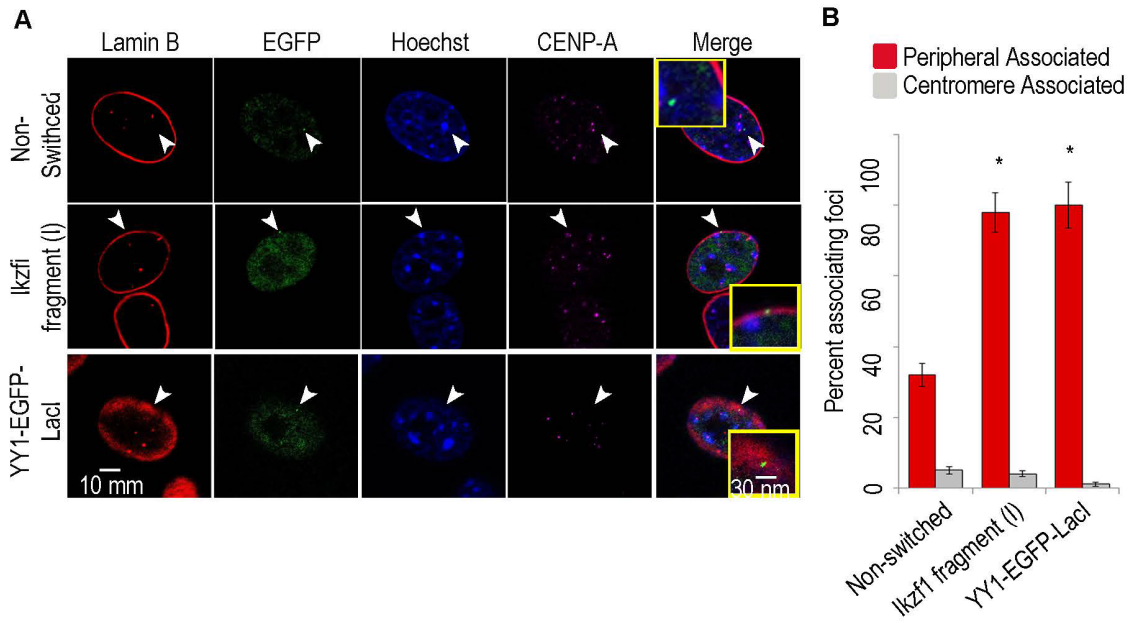 A
Lamin B EGFP Hoechst CENP-A Merge
Non-
Swithced
Ikzfi
fragment (I)
YY1-EGFP-
LacI
10 mm
30 nm
B
Peripheral Associated
Centromere Associated
Percent associating foci
100
80
60
40
20
0
*
*
Non-switched
Ikzf1 fragment (I)
YY1-EGFP-LacI